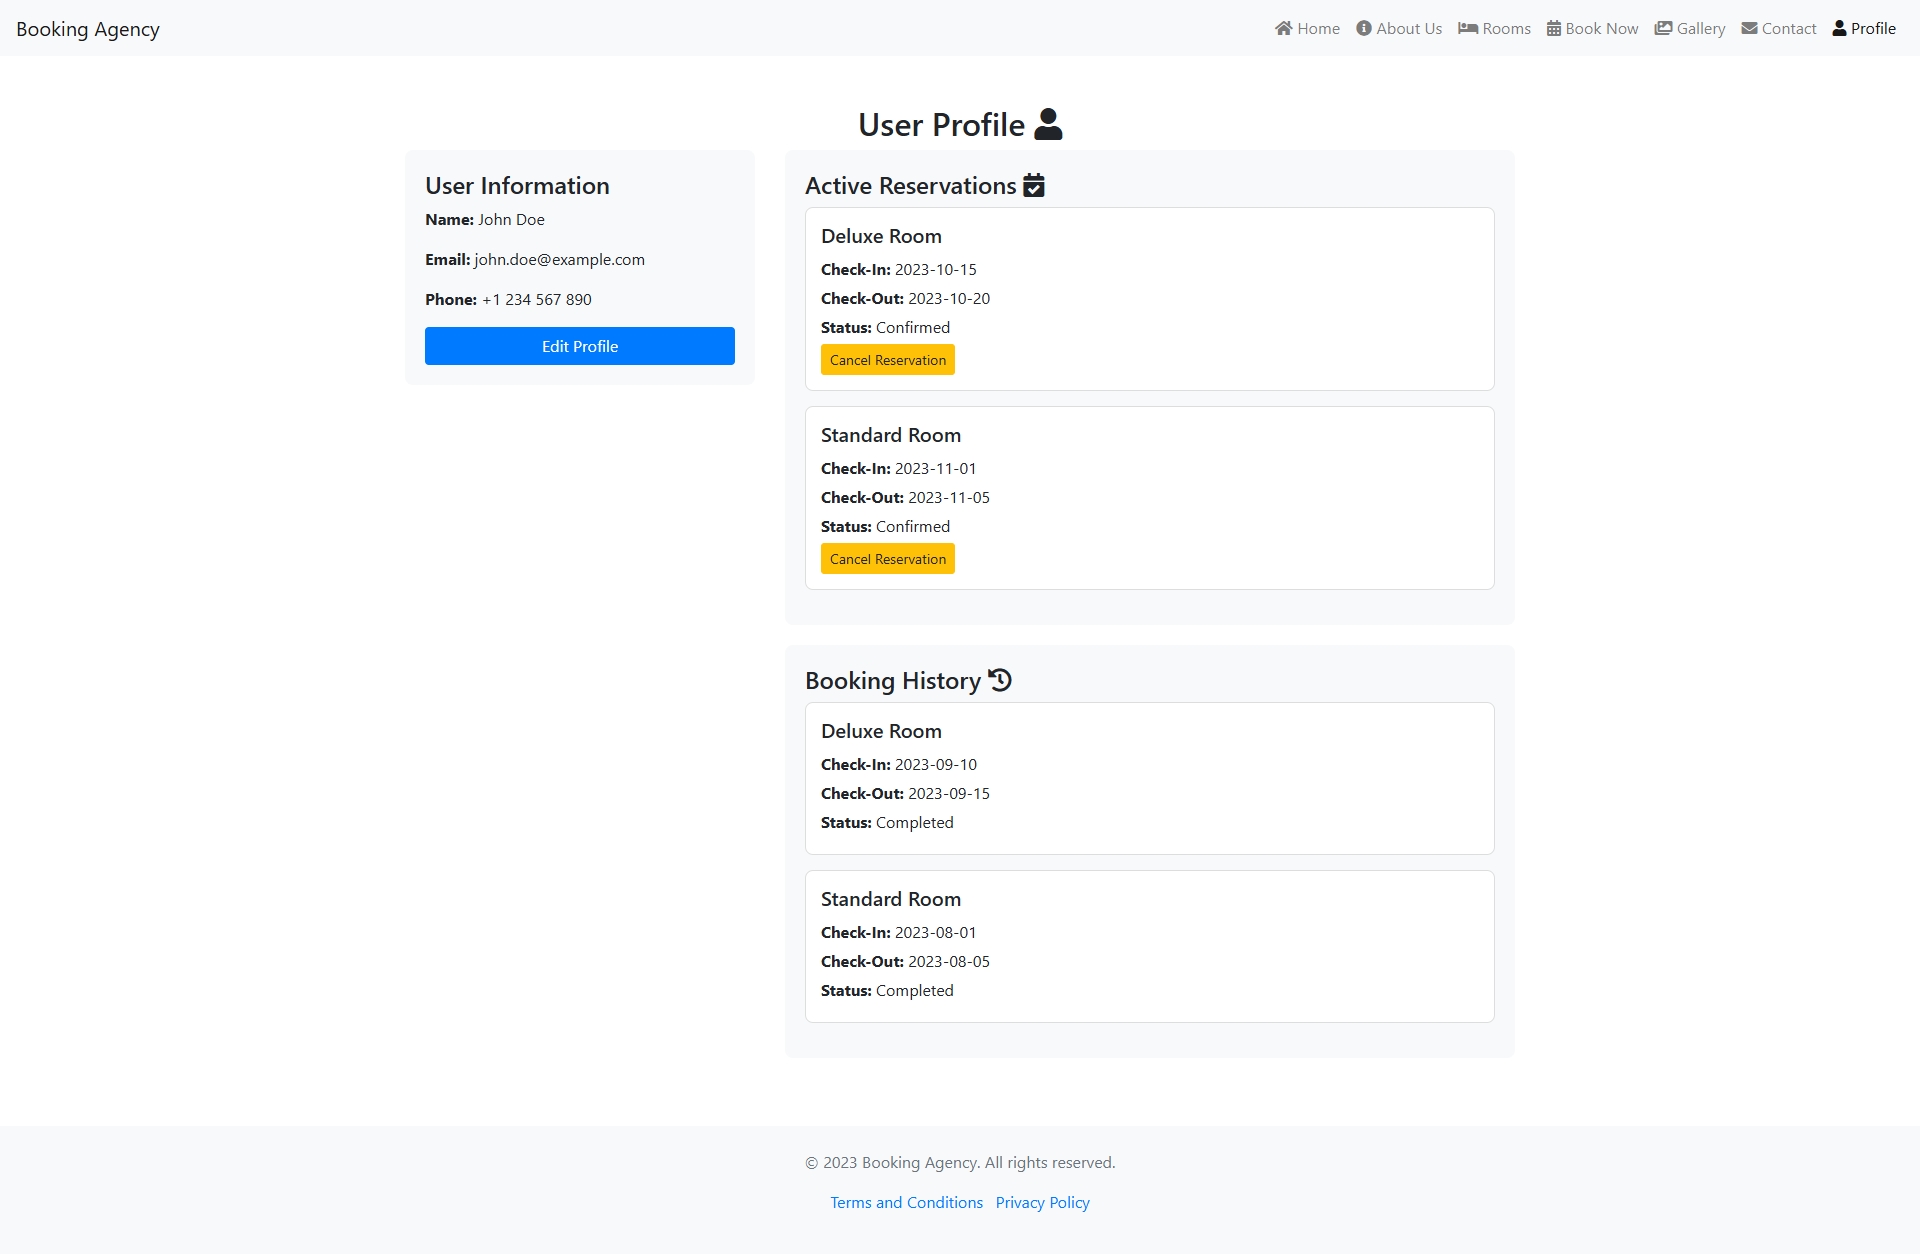 Booking Agency
Home About Us Rooms Book Now Gallery Contact Profile
User Profile
User Information
Name: John Doe
Email: john.doe@example.com
Phone: +1 234 567 890
Edit Profile
Active Reservations
Deluxe Room
Check-In: 2023-10-15
Check-Out: 2023-10-20
Status: Confirmed
Cancel Reservation
Standard Room
Check-In: 2023-11-01
Check-Out: 2023-11-05
Status: Confirmed
Cancel Reservation
Booking History
Deluxe Room
Check-In: 2023-09-10
Check-Out: 2023-09-15
Status: Completed
Standard Room
Check-In: 2023-08-01
Check-Out: 2023-08-05
Status: Completed
© 2023 Booking Agency. All rights reserved.
Terms and Conditions Privacy Policy